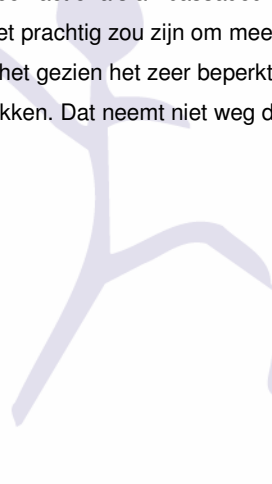 et prachtig zou zijn om mee
het gezien het zeer beperkt
kken. Dat neemt niet weg d